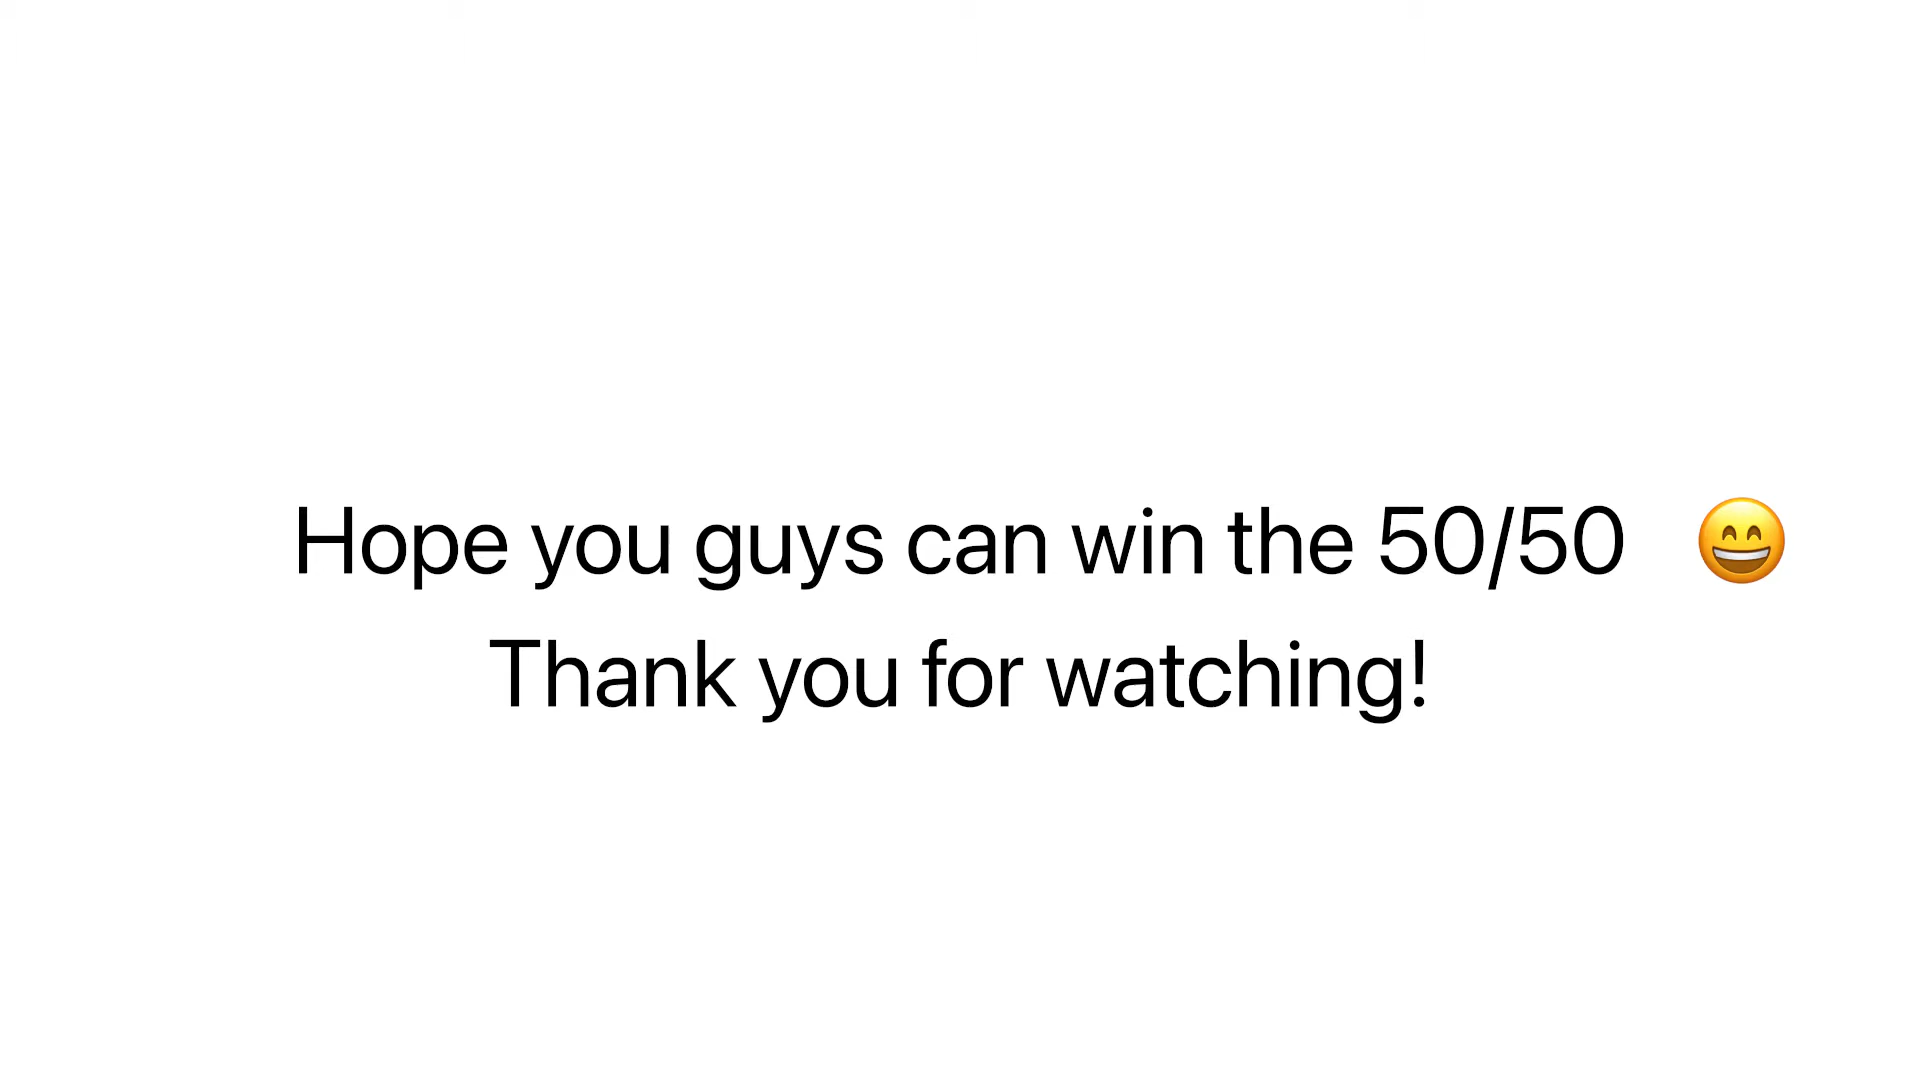 Hope you guys can win the 50/50 😄
Thank you for watching!